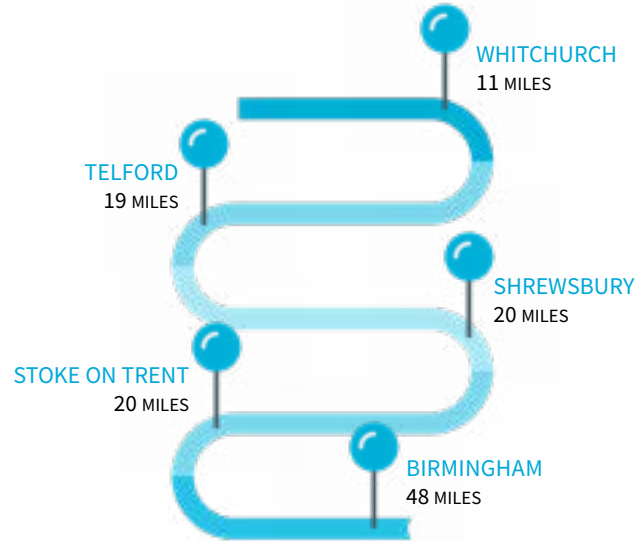 WHITCHURCH
11 MILES
TELFORD
19 MILES
SHREWSBURY
20 MILES
STOKE ON TRENT
20 MILES
BIRMINGHAM
48 MILES